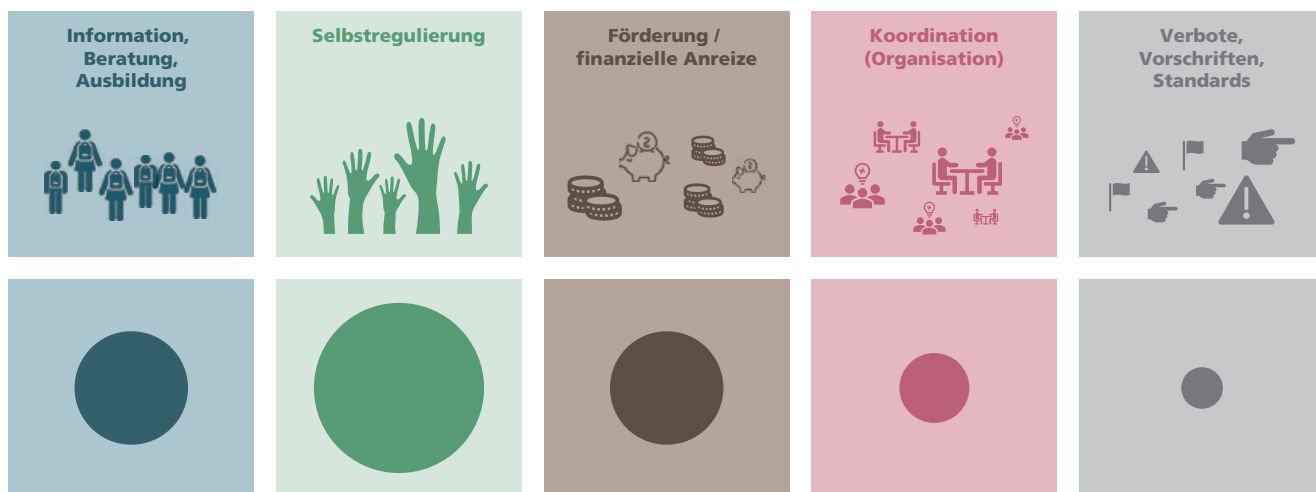 Information,
Beratung,
Ausbildung
Selbstregulierung
Förderung /
finanzielle Anreize
Koordination
(Organisation)
Verbote,
Vorschriften,
Standards